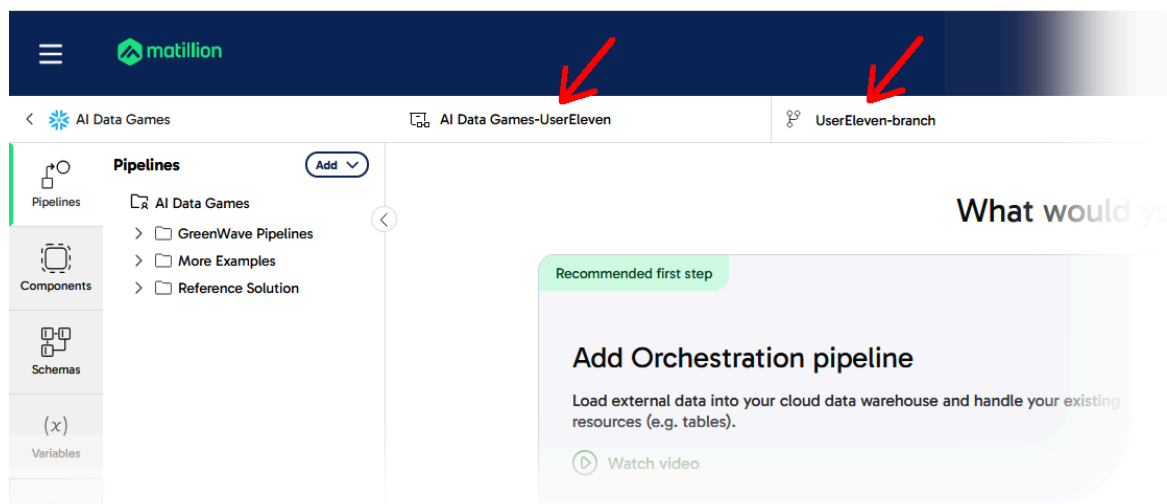 matillion
AI Data Games
AI Data Games-UserEleven
UserEleven-branch
Pipelines
Components
Schemas
(x)
Variables
Pipelines
Add
AI Data Games
GreenWave Pipelines
More Examples
Reference Solution
What would yo
Recommended first step
Add Orchestration pipeline
Load external data into your cloud data warehouse and handle your existing
resources (e.g. tables).
Watch video